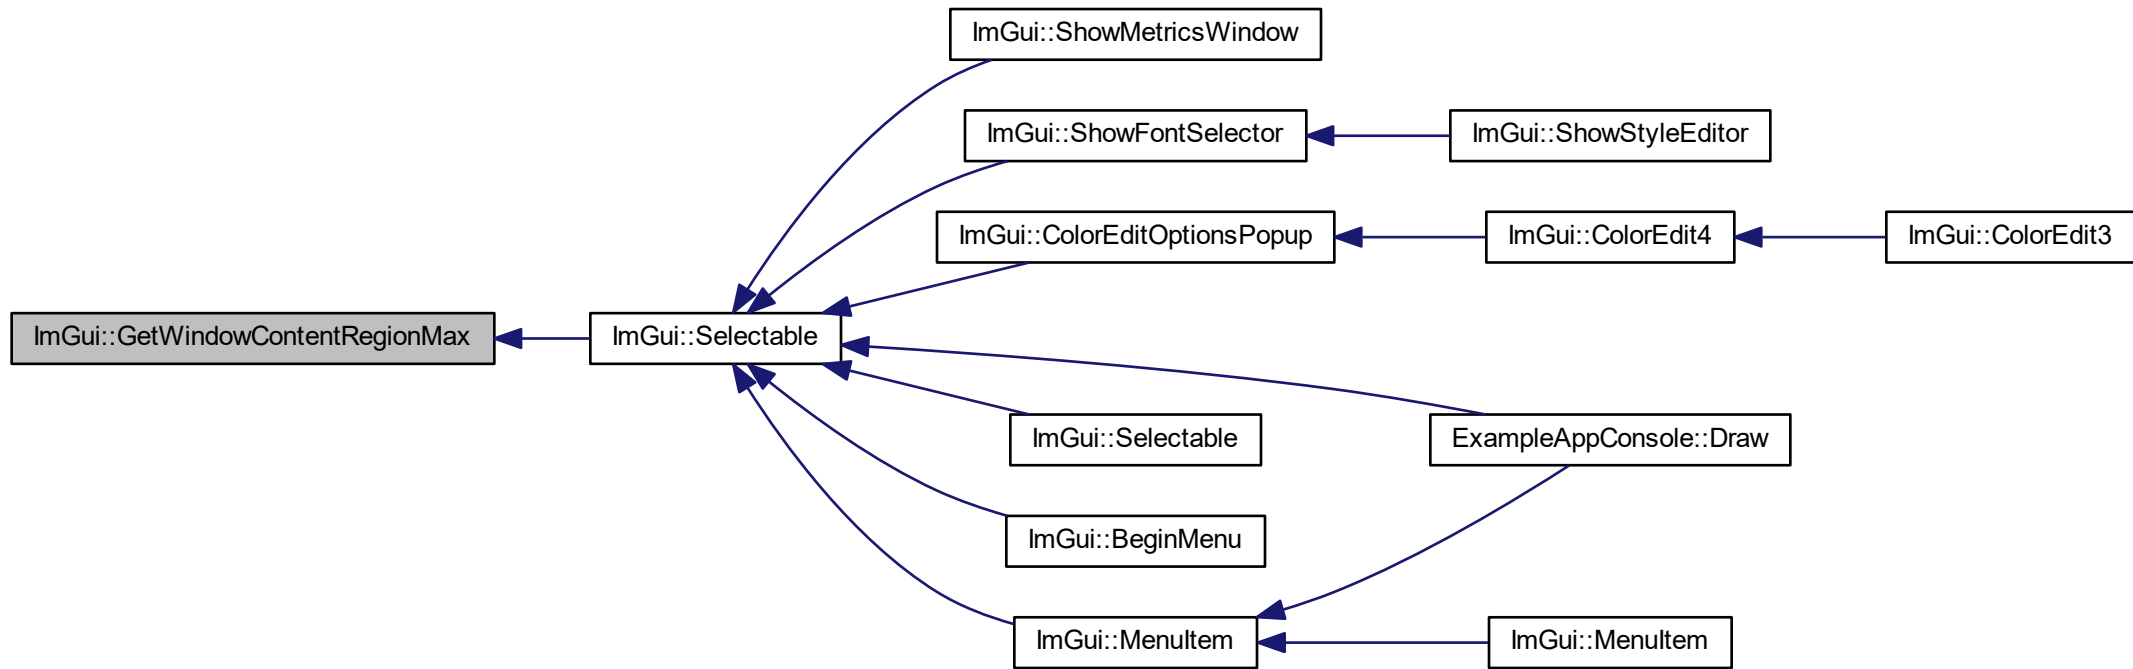 ImGui::ShowMetricsWindow
ImGui::ShowFontSelector
ImGui::ShowStyleEditor
ImGui::ColorEditOptionsPopup
ImGui::ColorEdit4
ImGui::ColorEdit3
ImGui::GetWindowContentRegionMax
ImGui::Selectable
ImGui::Selectable
ExampleAppConsole::Draw
ImGui::BeginMenu
ImGui::MenuItem
ImGui::MenuItem